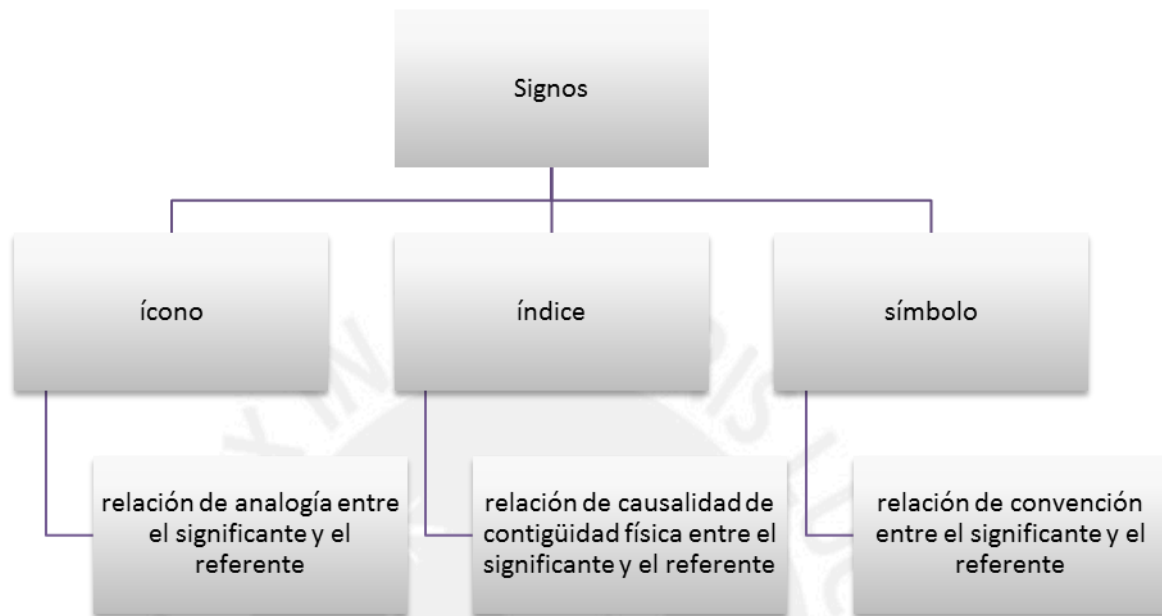 Signos
ícono
índice
símbolo
relación de analogía entre
el significante y el
referente
relación de causalidad de
contigüidad física entre el
significante y el referente
relación de convención
entre el significante y el
referente